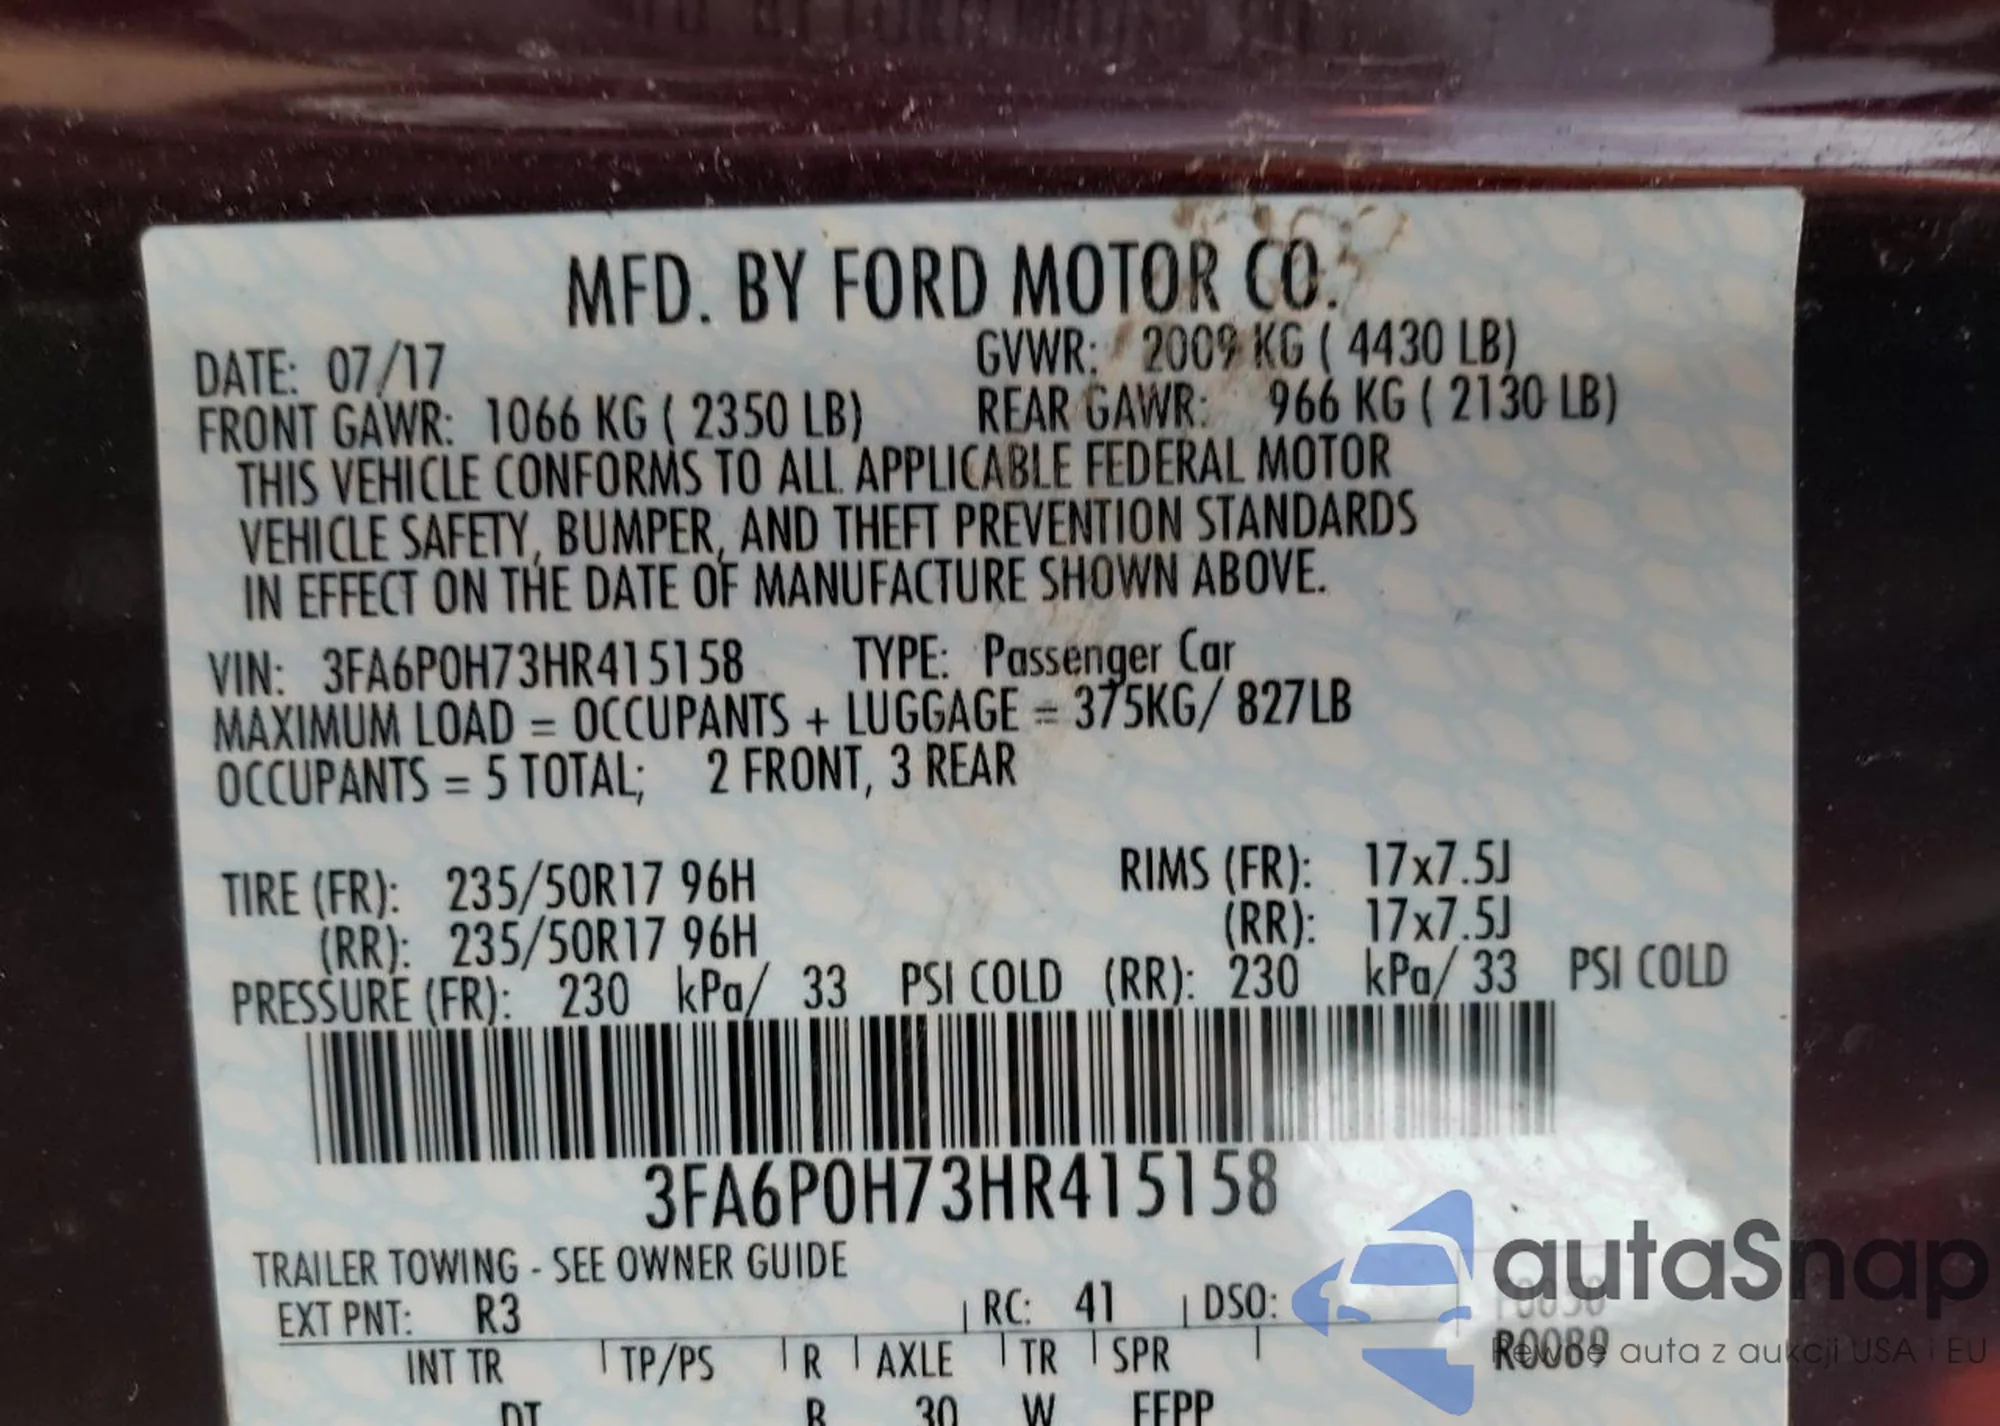 MFD. BY FORD MOTOR CO.
DATE: 07/17 GVWR: 2009 KG ( 4430 LB)
FRONT GAWR: 1066 KG ( 2350 LB) REAR GAWR: 966 KG ( 2130 LB)
THIS VEHICLE CONFORMS TO ALL APPLICABLE FEDERAL MOTOR
VEHICLE SAFETY, BUMPER, AND THEFT PREVENTION STANDARDS
IN EFFECT ON THE DATE OF MANUFACTURE SHOWN ABOVE.
VIN: 3FA6P0H73HR415158 TYPE: Passenger Car
MAXIMUM LOAD = OCCUPANTS + LUGGAGE = 375KG/ 827LB
OCCUPANTS = 5 TOTAL; 2 FRONT, 3 REAR
TIRE (FR): 235/50R17 96H RIMS (FR): 17x7.5J
(RR): 235/50R17 96H (RR): 17x7.5J
PRESSURE (FR): 230 kPa/ 33 PSI COLD (RR): 230 kPa/ 33 PSI COLD
3FA6P0H73HR415158
TRAILER TOWING - SEE OWNER GUIDE
EXT PNT: R3 RC: 41 DSO:
INT TR TP/PS R AXLE TR SPR
30 W
autaSnap
Pewne auta z aukcji USA i EU